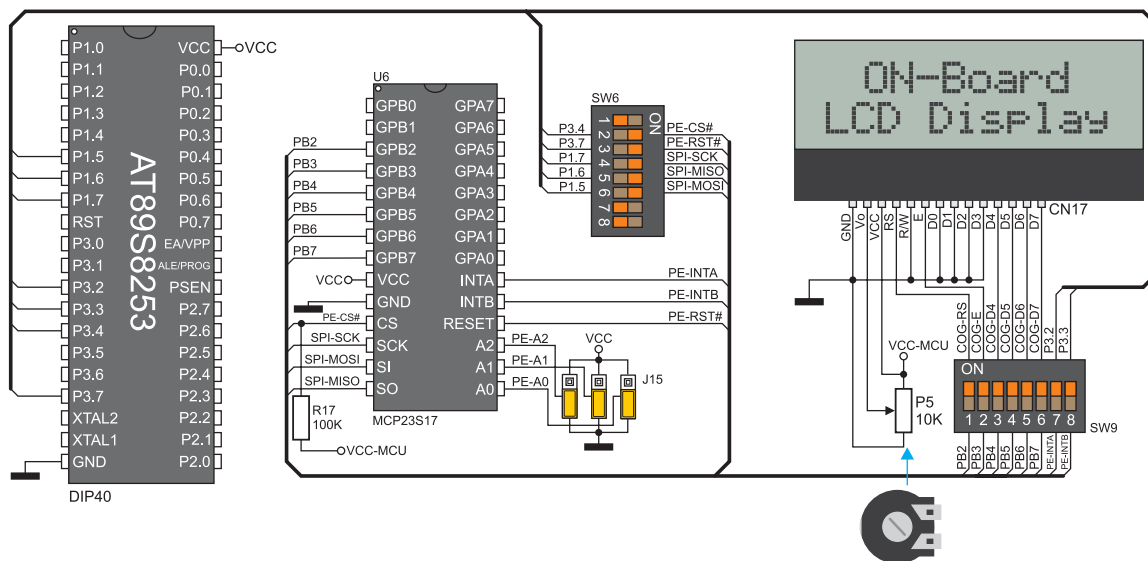 P1.0 VCC VCC
P1.1 P0.0
P1.2 P0.1
P1.3 P0.2
P1.4 P0.3
P1.5 P0.4
P1.6 P0.5
P1.7 P0.6
RST P0.7
P3.0 EA/VPP
P3.1 ALE/PROG
P3.2 PSEN
P3.3 P2.7
P3.4 P2.6
P3.5 P2.5
P3.6 P2.4
P3.7 P2.3
XTAL2 P2.2
XTAL1 P2.1
GND P2.0
AT89S8253
DIP40
U6
GPB0 GPA7
GPB1 GPA6
PB2 GPB2 GPA5
PB3 GPB3 GPA4
PB4 GPB4 GPA3
PB5 GPB5 GPA2
PB6 GPB6 GPA1
PB7 GPB7 GPA0
VCC VCC INTA PE-INTA
GND INTB PE-INTB
PE-CS# CS RESET PE-RST#
SPI-SCK SCK A2 PE-A2
SPI-MOSI SI A1 PE-A1
SPI-MISO SO A0 PE-A0
MCP23S17
R17
100K
VCC-MCU
VCC
J15
SW6
ON
1
2
3
4
5
6
7
8
P3.4 PE-CS#
P3.7 PE-RST#
P1.7 SPI-SCK
P1.6 SPI-MISO
P1.5 SPI-MOSI
ON-Board
LCD Display
CN17
GND
Vo
VCC
RS
R/W
E
D0
D1
D2
D3
D4
D5
D6
D7
COG-RS
COG-E
COG-D4
COG-D5
COG-D6
COG-D7
P3.2
P3.3
VCC-MCU
P5
10K
ON
1 2 3 4 5 6 7 8
SW9
PB2
PB3
PB4
PB5
PB6
PB7
PE-INTA
PE-INTB